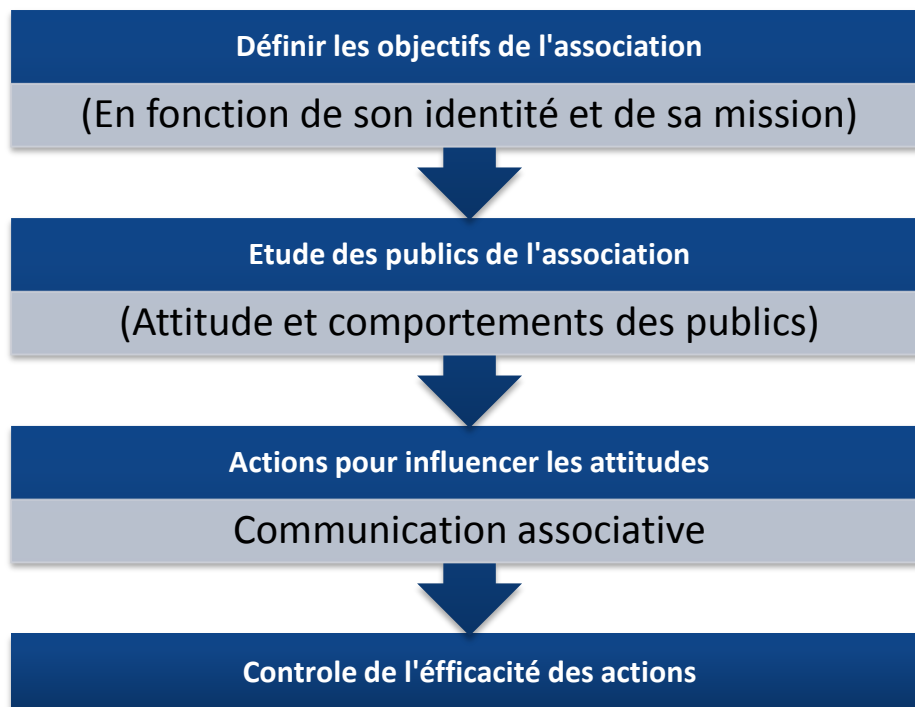 Définir les objectifs de l'association
(En fonction de son identité et de sa mission)
Etude des publics de l'association
(Attitude et comportements des publics)
Actions pour influencer les attitudes
Communication associative
Controle de l'éfficacité des actions